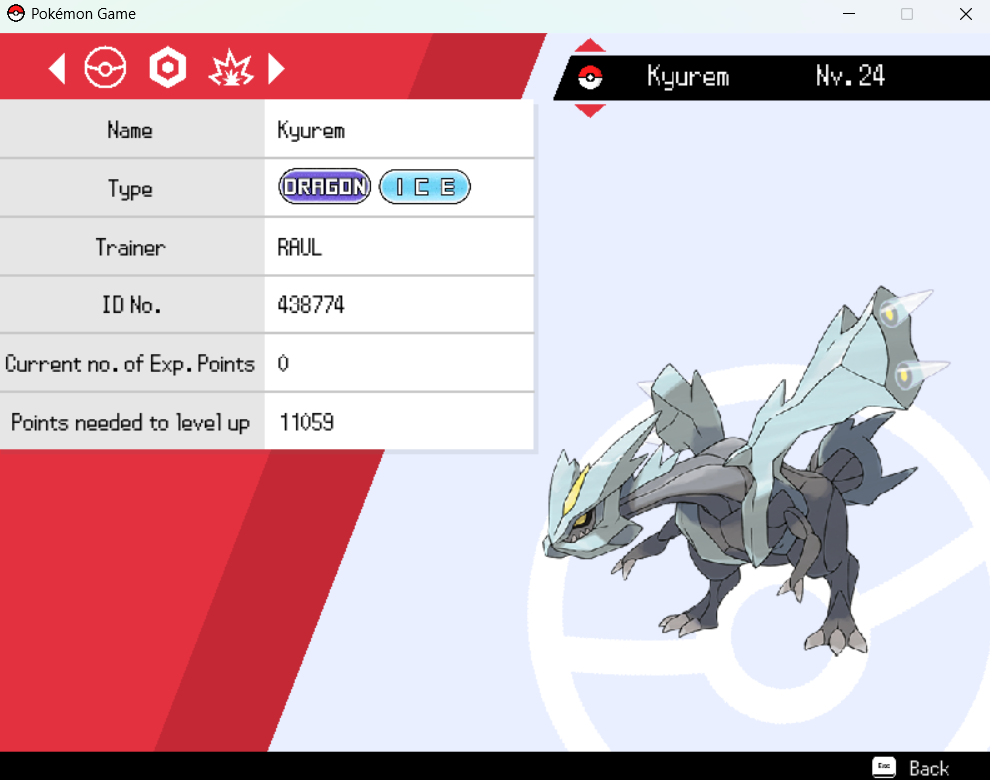 Pokémon Game
Kyurem Nv.24
Name Kyurem
Type DRAGON ICE
Trainer RAUL
ID No. 438774
Current no. of Exp. Points 0
Points needed to level up 11059
Esc Back